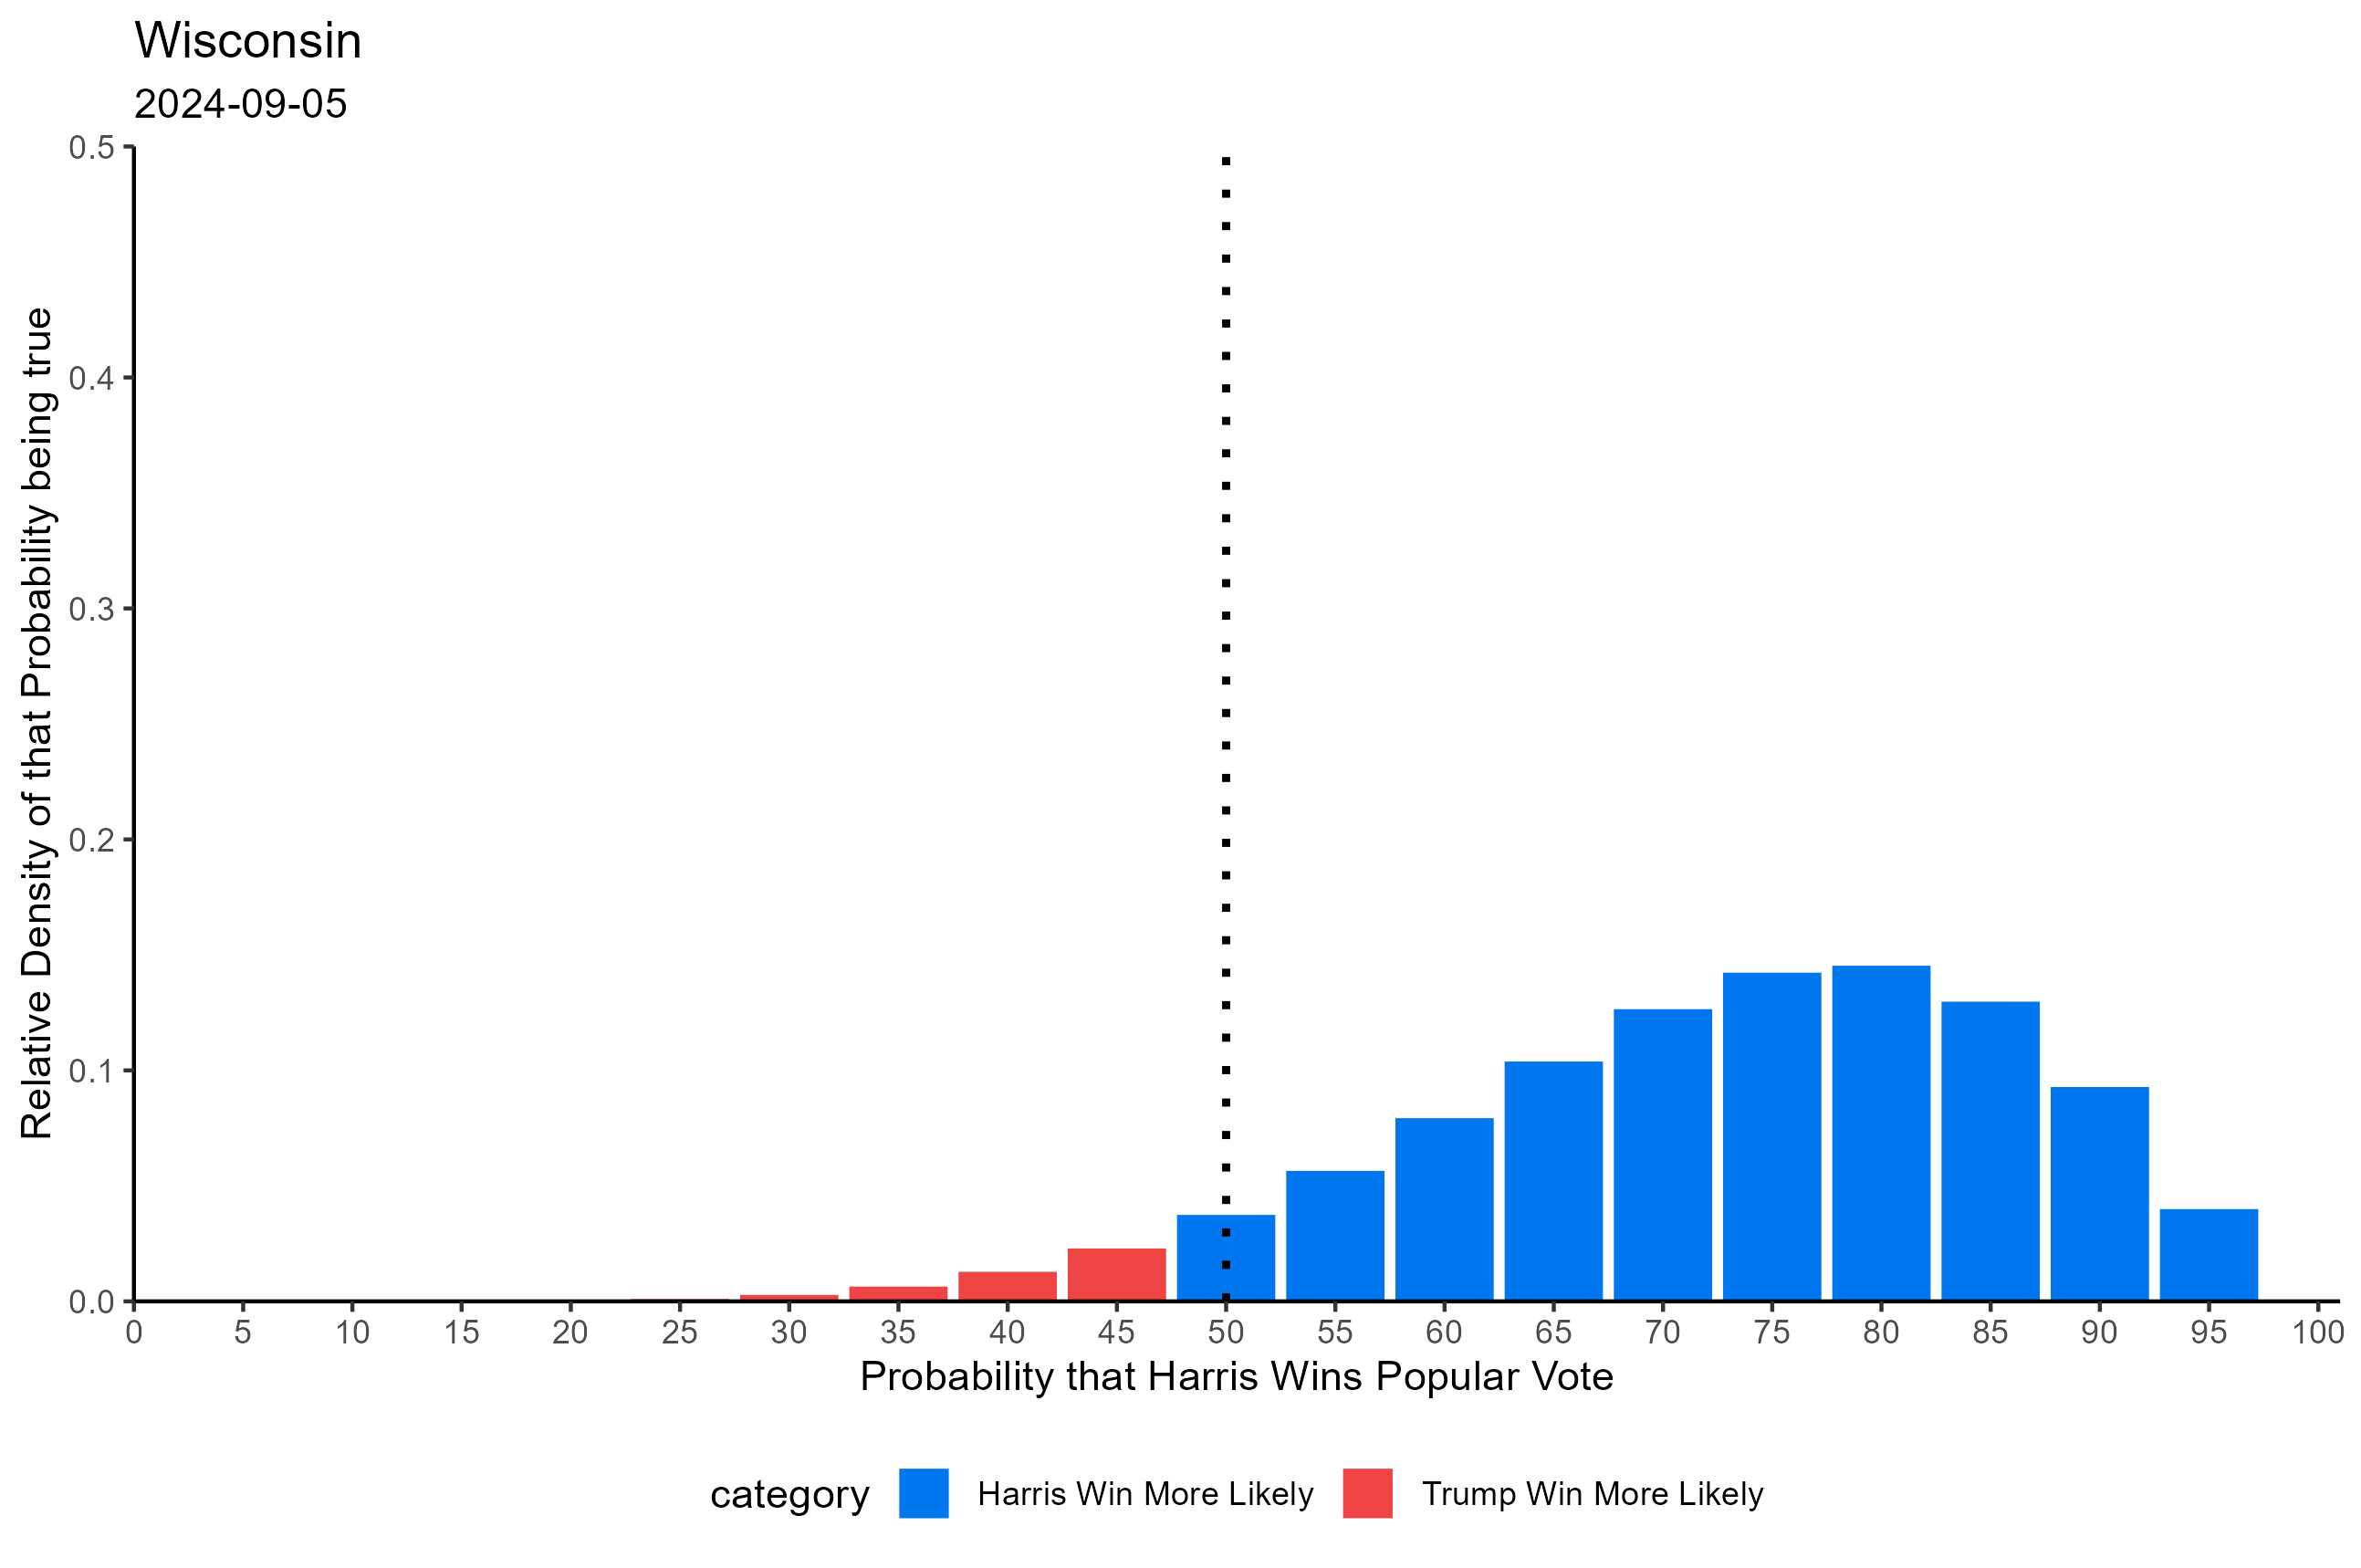 Wisconsin
2024-09-05
Relative Density of that Probability being true
0.5
0.4
0.3
0.2
0.1
0.0
0 5 10 15 20 25 30 35 40 45 50 55 60 65 70 75 80 85 90 95 100
Probability that Harris Wins Popular Vote
category Harris Win More Likely Trump Win More Likely